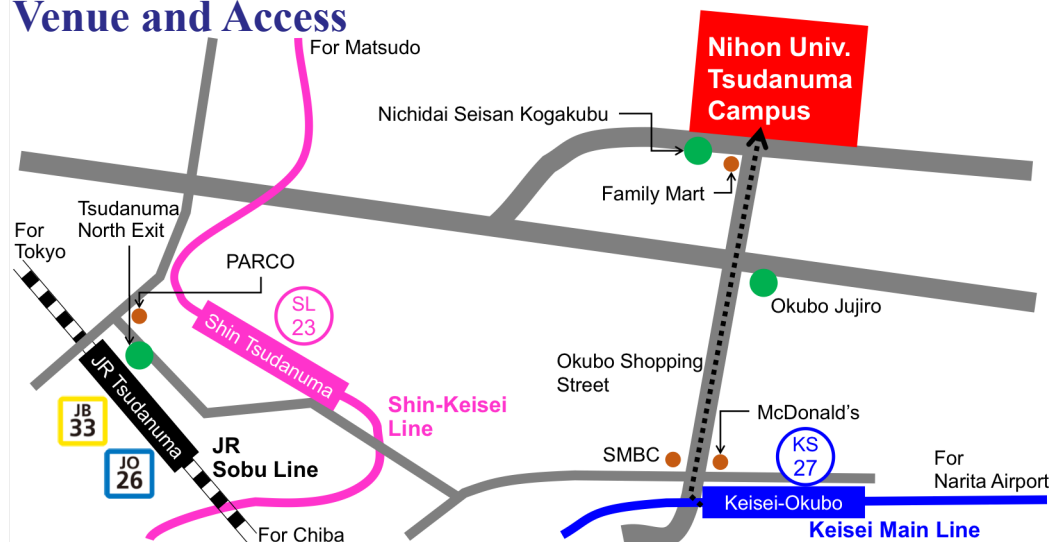 Venue and Access
For Matsudo
Nihon Univ.
Tsudanuma
Campus
Nichidai Seisan Kogakubu
Family Mart
Tsudanuma
North Exit
For
Tokyo
PARCO
SL
23
Shin Tsudanuma
Okubo Jujiro
Okubo Shopping
Street
JR Tsudanuma
JB
33
JO
26
JR
Sobu Line
Shin-Keisei
Line
McDonald's
SMBC
KS
27
For
Narita Airport
Keisei-Okubo
Keisei Main Line
For Chiba